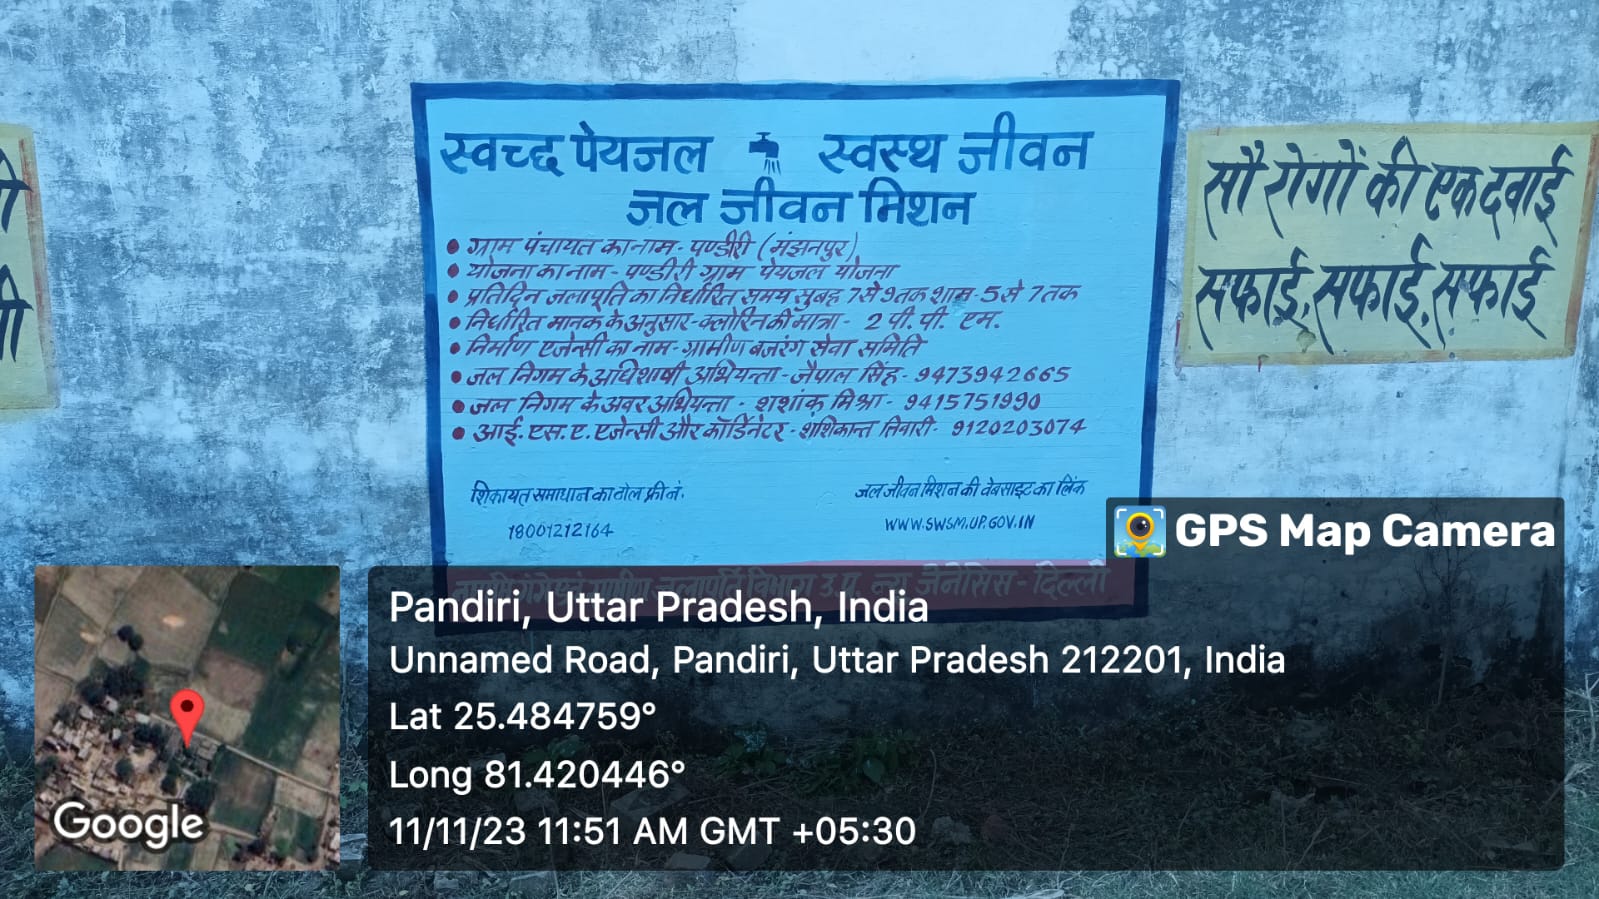 स्वच्छ पेयजल स्वस्थ जीवन
जल जीवन मिशन
• ग्राम पंचायत का नाम - पण्डीरी (मंझनपुर)
• योजना का नाम - पण्डीरी ग्राम पेयजल योजना
• प्रतिदिन जलापूर्ति का निर्धारित समय सुबह 7 से 9 तक शाम - 5 से 7 तक
• निर्धारित मानक के अनुसार - क्लोरिन की मात्रा - 2 पी. पी. एम.
• निर्माण एजेन्सी का नाम - ग्रामीण बजरंग सेवा समिति
• जल निगम के अधिशाषी अभियन्ता - जैपाल सिंह - 9473942665
• जल निगम के अवर अभियन्ता - शशांक मिश्रा - 9415751990
• आई. एस. ए. एजेन्सी और कॉर्डिनेटर - शंशिकान्त तिवारी - 9120203074
शिकायत समाधान का टोल फ्री नं.
18001212164
जल जीवन मिशन की वेबसाइट का लिंक
WWW.SWSM.UP.GOV.IN
नमामी गंगे एवं ग्रामीण जलापूर्ति विभाग उ.प्र. जेनेसिस - दिल्ली
सौ रोगों की एक दवाई
सफाई, सफाई, सफाई
GPS Map Camera
Google
Pandiri, Uttar Pradesh, India
Unnamed Road, Pandiri, Uttar Pradesh 212201, India
Lat 25.484759°
Long 81.420446°
11/11/23 11:51 AM GMT +05:30